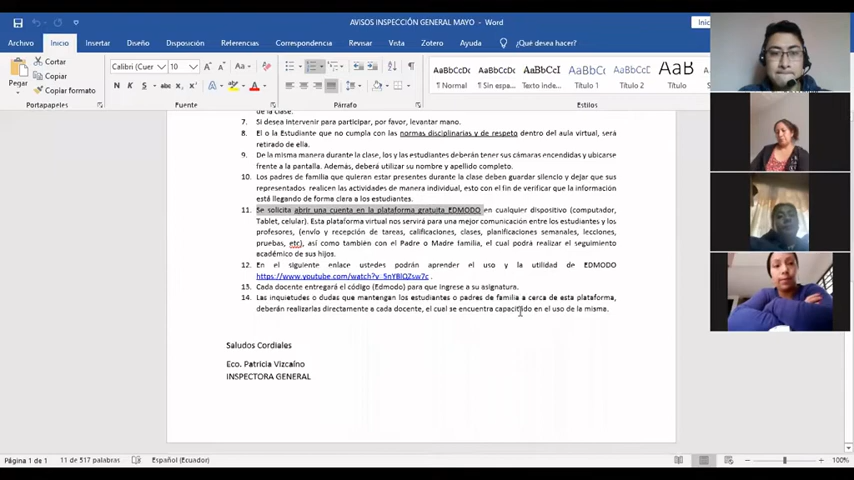 AVISOS INSPECCIÓN GENERAL MAYO - Word
Inic
Archivo Inicio Insertar Diseño Disposición Referencias Correspondencia Revisar Vista Zotero Ayuda ¿Qué desea hacer?
Cortar
Copiar
Copiar formato
Pegar
Calibri (Cuer 10
N K S
AaBbCcDc AaBbCcDc AaBbCcI AaBbCcDc AaBbCcD AaB AaBbCcD
¶ Normal ¶ Sin espa... Texto inde... Título 1 Título 2 Título
Portapapeles Fuente Párrafo Estilos
de la clase.
7. Si desea Intervenir para participar, por favor, levantar mano.
8. El o la Estudiante que no cumpla con las normas disciplinarias y de respeto dentro del aula virtual, será
retirado de ella.
9. De la misma manera durante la clase, los y las estudiantes deberán tener sus cámaras encendidas y ubicarse
frente a la pantalla. Además, deberá utilizar su nombre y apellido completo.
10. Los padres de familia que quieran estar presentes durante la clase deben guardar silencio y dejar que sus
representados realicen las actividades de manera individual, esto con el fin de verificar que la información
está llegando de forma clara a los estudiantes.
11. Se solicita abrir una cuenta en la plataforma gratuita EDMODO en cualquier dispositivo (computador,
Tablet, celular). Esta plataforma virtual nos servirá para una mejor comunicación entre los estudiantes y los
profesores, (envío y recepción de tareas, calificaciones, clases, planificaciones semanales, lecciones,
pruebas, etc), así como también con el Padre o Madre familia, el cual podrá realizar el seguimiento
académico de sus hijos.
12. En el siguiente enlace ustedes podrán aprender el uso y la utilidad de EDMODO
13. Cada docente entregará el código (Edmodo) para que ingrese a su asignatura.
14. Las inquietudes o dudas que mantengan los estudiantes o padres de familia a cerca de esta plataforma,
deberán realizarlas directamente a cada docente, el cual se encuentra capacitado en el uso de la misma.
Saludos Cordiales
Eco. Patricia Vizcaíno
INSPECTORA GENERAL
Página 1 de 1 11 de 517 palabras Español (Ecuador) 100%